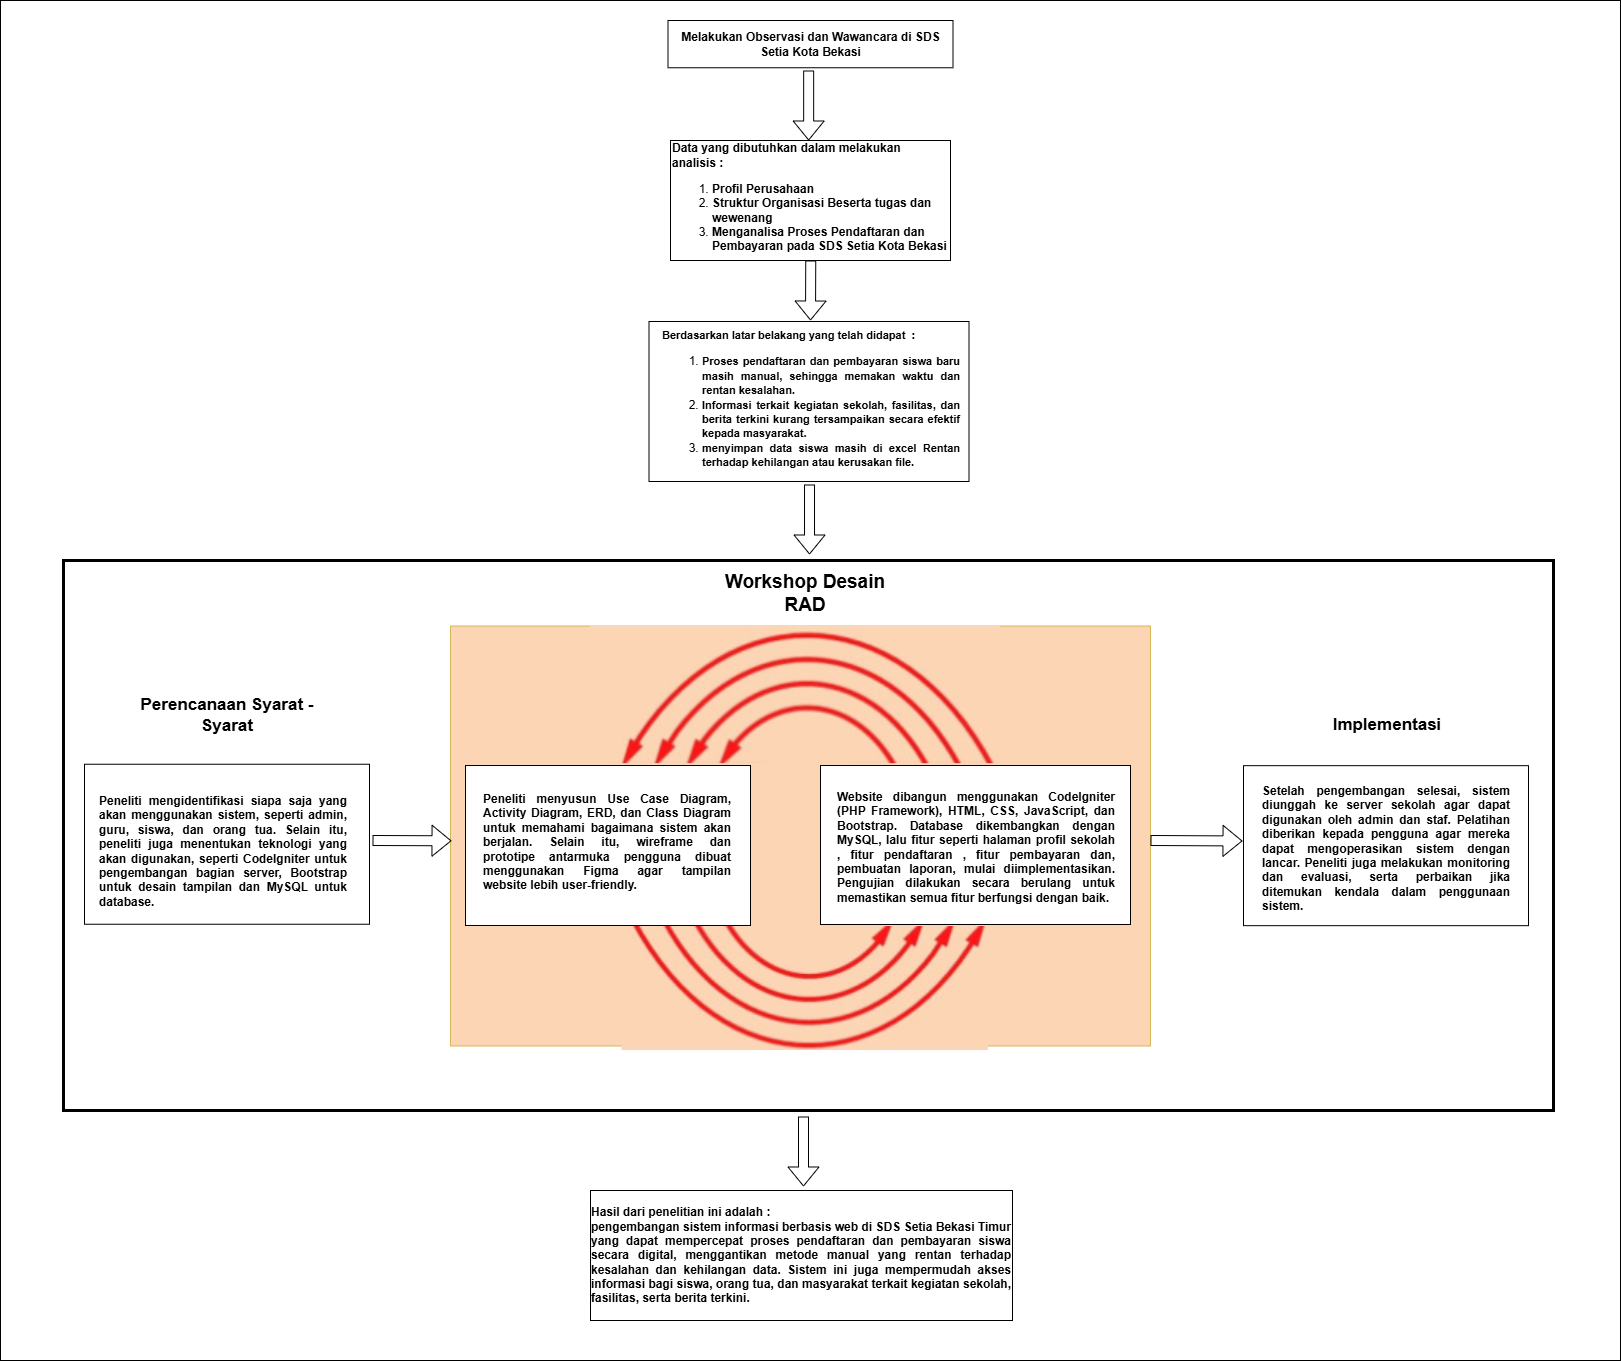 Melakukan Observasi dan Wawancara di SDS
Setia Kota Bekasi
Data yang dibutuhkan dalam melakukan
analisis :
1. Profil Perusahaan
2. Struktur Organisasi Beserta tugas dan
wewenang
3. Menganalisa Proses Pendaftaran dan
Pembayaran pada SDS Setia Kota Bekasi
Berdasarkan latar belakang yang telah didapat :
1. Proses pendaftaran dan pembayaran siswa baru
masih manual, sehingga memakan waktu dan
rentan kesalahan.
2. Informasi terkait kegiatan sekolah, fasilitas, dan
berita terkini kurang tersampaikan secara efektif
kepada masyarakat.
3. menyimpan data siswa masih di excel Rentan
terhadap kehilangan atau kerusakan file.
Workshop Desain
RAD
Perencanaan Syarat -
Syarat
Peneliti mengidentifikasi siapa saja yang
akan menggunakan sistem, seperti admin,
guru, siswa, dan orang tua. Selain itu,
peneliti juga menentukan teknologi yang
akan digunakan, seperti CodeIgniter untuk
pengembangan bagian server, Bootstrap
untuk desain tampilan dan MySQL untuk
database.
Peneliti menyusun Use Case Diagram,
Activity Diagram, ERD, dan Class Diagram
untuk memahami bagaimana sistem akan
berjalan. Selain itu, wireframe dan
prototipe antarmuka pengguna dibuat
menggunakan Figma agar tampilan
website lebih user-friendly.
Website dibangun menggunakan CodeIgniter
(PHP Framework), HTML, CSS, JavaScript, dan
Bootstrap. Database dikembangkan dengan
MySQL, lalu fitur seperti halaman profil sekolah
, fitur pendaftaran , fitur pembayaran dan,
pembuatan laporan, mulai diimplementasikan.
Pengujian dilakukan secara berulang untuk
memastikan semua fitur berfungsi dengan baik.
Implementasi
Setelah pengembangan selesai, sistem
diunggah ke server sekolah agar dapat
digunakan oleh admin dan staf. Pelatihan
diberikan kepada pengguna agar mereka
dapat mengoperasikan sistem dengan
lancar. Peneliti juga melakukan monitoring
dan evaluasi, serta perbaikan jika
ditemukan kendala dalam penggunaan
sistem.
Hasil dari penelitian ini adalah :
pengembangan sistem informasi berbasis web di SDS Setia Bekasi Timur
yang dapat mempercepat proses pendaftaran dan pembayaran siswa
secara digital, menggantikan metode manual yang rentan terhadap
kesalahan dan kehilangan data. Sistem ini juga mempermudah akses
informasi bagi siswa, orang tua, dan masyarakat terkait kegiatan sekolah,
fasilitas, serta berita terkini.